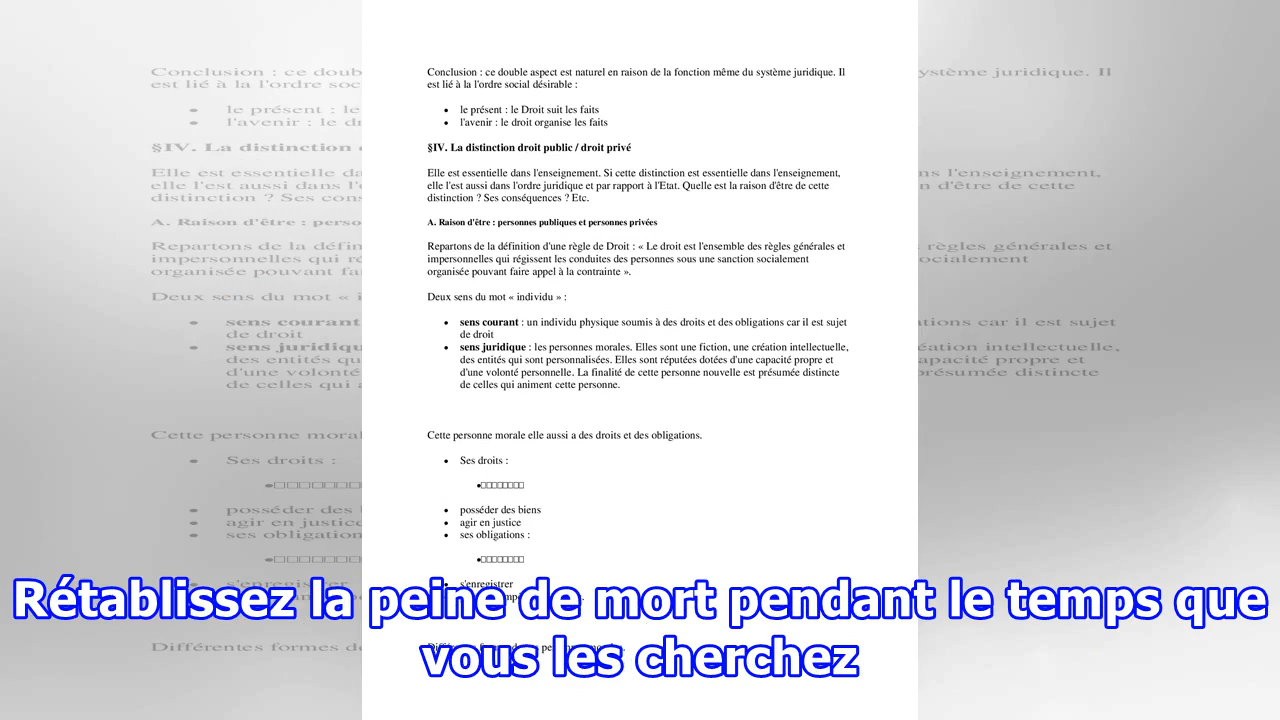 Conclusion : ce double aspect est naturel en raison de la fonction même du système juridique. Il
est lié à la l'ordre social désirable :
• le présent : le Droit suit les faits
• l'avenir : le droit organise les faits
§IV. La distinction droit public / droit privé
Elle est essentielle dans l'enseignement. Si cette distinction est essentielle dans l'enseignement,
elle l'est aussi dans l'ordre juridique et par rapport à l'Etat. Quelle est la raison d'être de cette
distinction ? Ses conséquences ? Etc.
A. Raison d'être : personnes publiques et personnes privées
Repartons de la définition d'une règle de Droit : « Le droit est l'ensemble des règles générales et
impersonnelles qui régissent les conduites des personnes sous une sanction socialement
organisée pouvant faire appel à la contrainte ».
Deux sens du mot « individu » :
• sens courant : un individu physique soumis à des droits et des obligations car il est sujet
de droit
• sens juridique : les personnes morales. Elles sont une fiction, une création intellectuelle,
des entités qui sont personnalisées. Elles sont réputées dotées d'une capacité propre et
d'une volonté personnelle. La finalité de cette personne nouvelle est présumée distincte
de celles qui animent cette personne.
Cette personne morale elle aussi a des droits et des obligations.
• Ses droits :
•□□□□□□□□
• posséder des biens
• agir en justice
• ses obligations :
•□□□□□□□□
• s'enregistrer
Rétablissez la peine de mort pendant le temps que
vous les cherchez